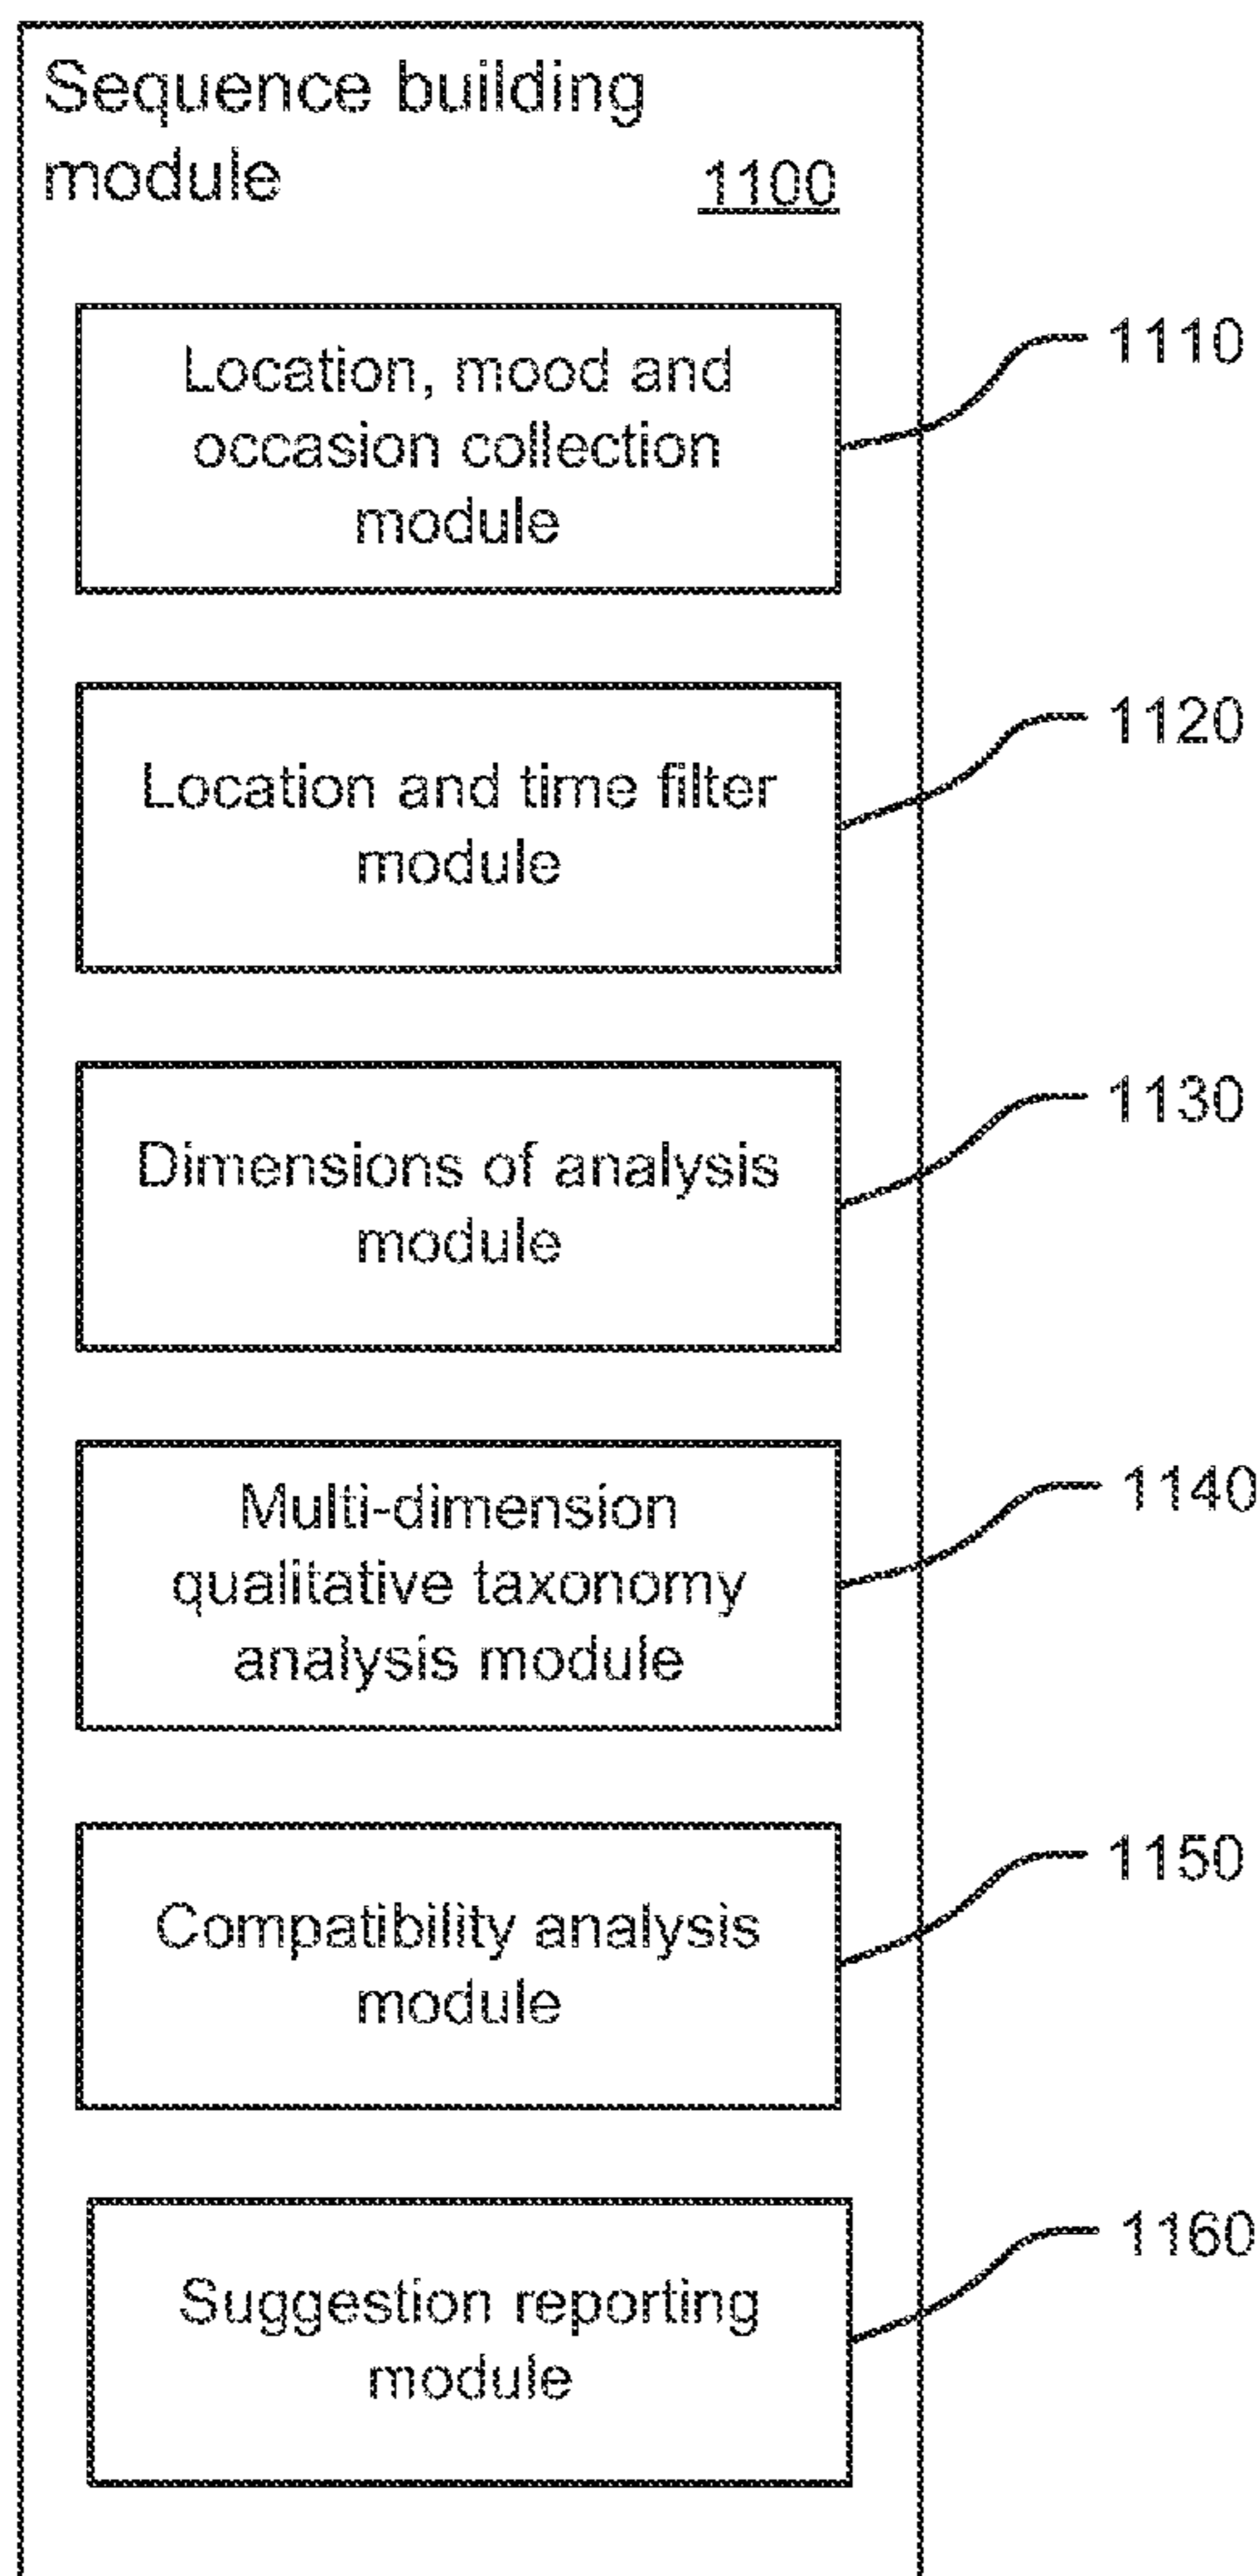 Sequence building
module 1100
Location, mood and
occasion collection
module
1110
Location and time filter
module
1120
Dimensions of analysis
module
1130
Multi-dimension
qualitative taxonomy
analysis module
1140
Compatibility analysis
module
1150
Suggestion reporting
module
1160